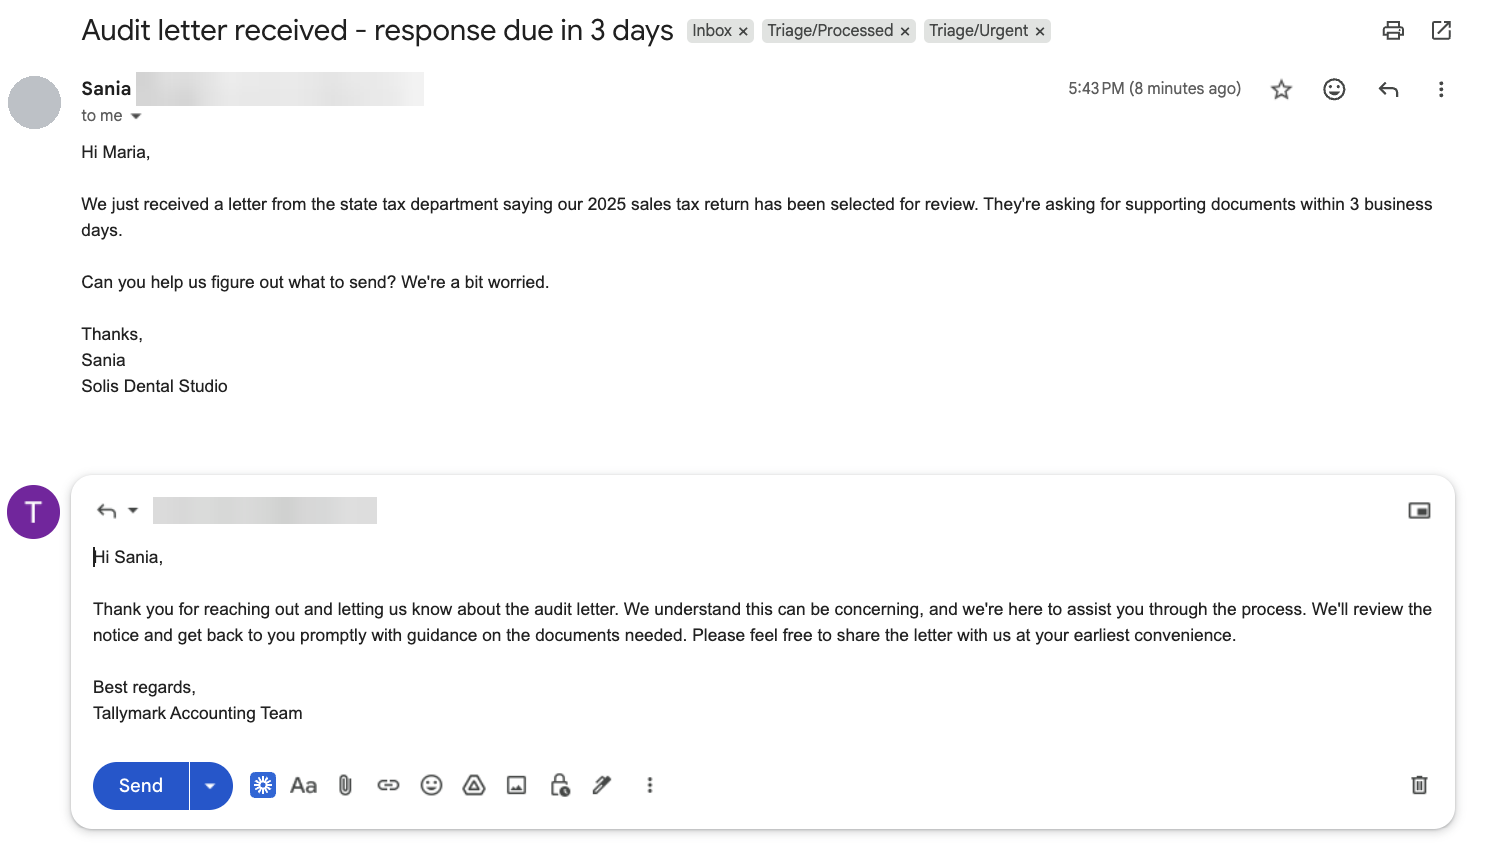 Audit letter received - response due in 3 days Inbox × Triage/Processed × Triage/Urgent ×
Sania 5:43 PM (8 minutes ago)
to me
Hi Maria,
We just received a letter from the state tax department saying our 2025 sales tax return has been selected for review. They're asking for supporting documents within 3 business
days.
Can you help us figure out what to send? We're a bit worried.
Thanks,
Sania
Solis Dental Studio
T
Hi Sania,
Thank you for reaching out and letting us know about the audit letter. We understand this can be concerning, and we're here to assist you through the process. We'll review the
notice and get back to you promptly with guidance on the documents needed. Please feel free to share the letter with us at your earliest convenience.
Best regards,
Tallymark Accounting Team
Send Aa